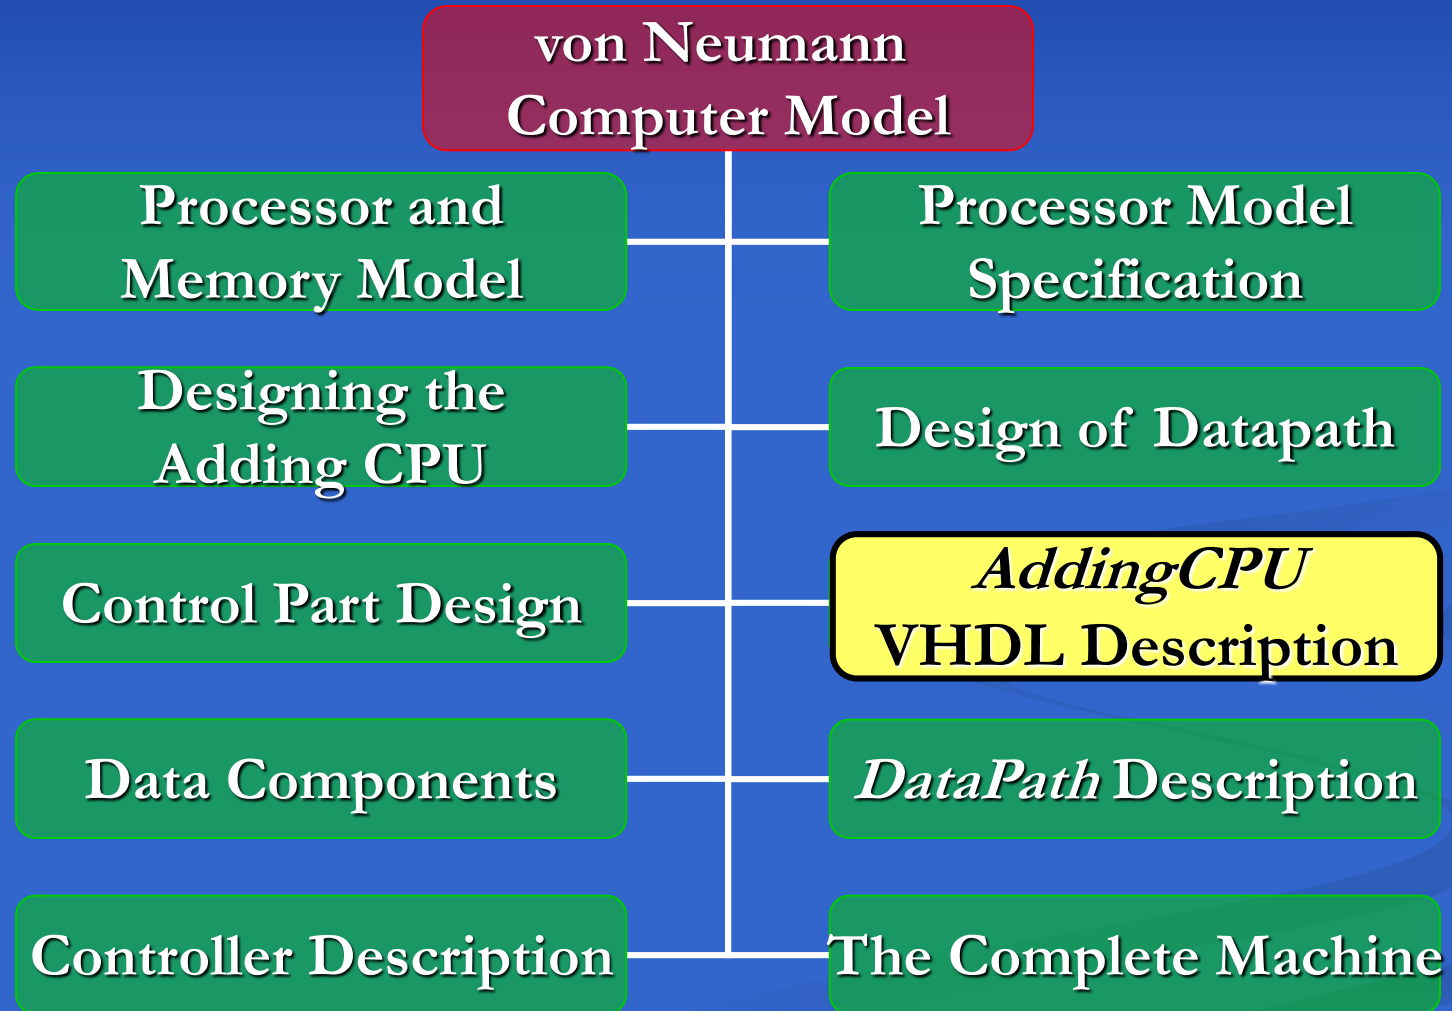 von Neumann
Computer Model
Processor and
Memory Model
Processor Model
Specification
Designing the
Adding CPU
Design of Datapath
Control Part Design
AddingCPU
VHDL Description
Data Components
DataPath Description
Controller Description
The Complete Machine